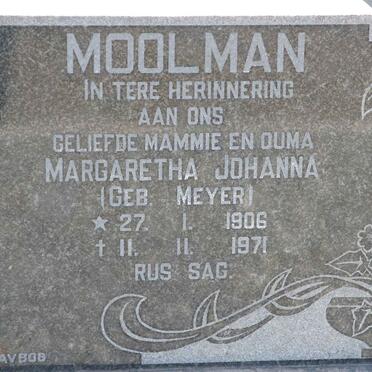 MOOLMAN
IN TERE HERINNERING
AAN ONS
GELIEFDE MAMMIE EN OUMA
MARGARETHA JOHANNA
(GEB. MEYER)
★ 27. 1. 1906
† 11. 11. 1971
RUS SAG.
AVBOB